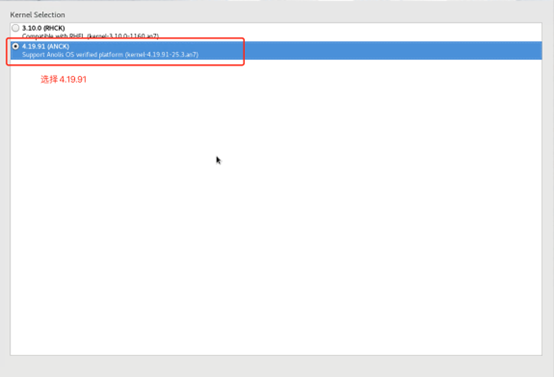 Kernel Selection
3.10.0 (RHCK)
Compatible with RHEL (kernel-3.10.0-1160.an7)
4.19.91 (ANCK)
Support Anolis OS verified platform (kernel-4.19.91-25.3.an7)
选择 4.19.91